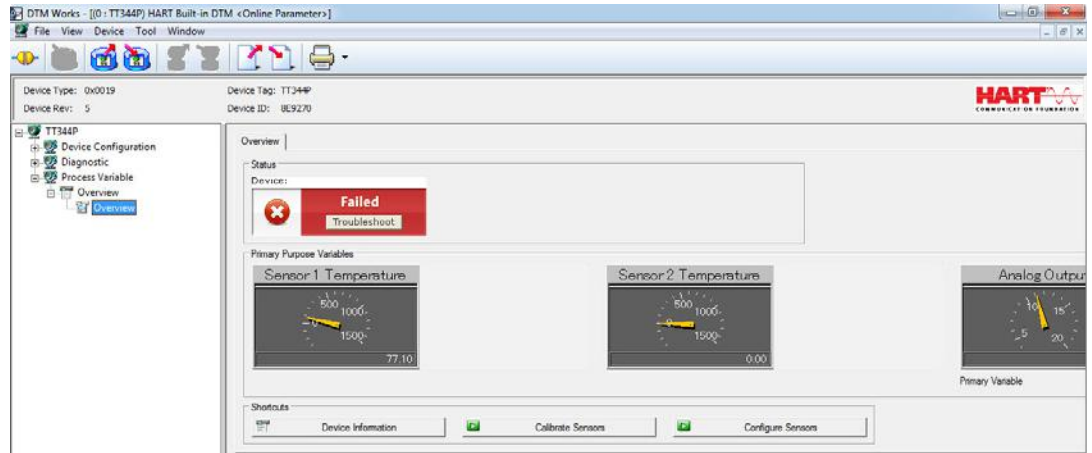 DTM Works - [(0 : TT344P) HART Built-in DTM <Online Parameter>]
File View Device Tool Window
Device Type: 0x0019
Device Tag: TT344P
Device Rev: 5
Device ID: 8E9270
HART
COMMUNICATION FOUNDATION
TT344P
Device Configuration
Diagnostic
Process Variable
Overview
Overview
Overview
Status
Device:
Failed
Troubleshoot
Primary Purpose Variables
Sensor 1 Temperature
0 500 1000 1500
77.10
Sensor 2 Temperature
0 500 1000 1500
0.00
Analog Outpu
5 10 15 20
Primary Variable
Shortcuts
Device Information
Calibrate Sensors
Configure Sensors